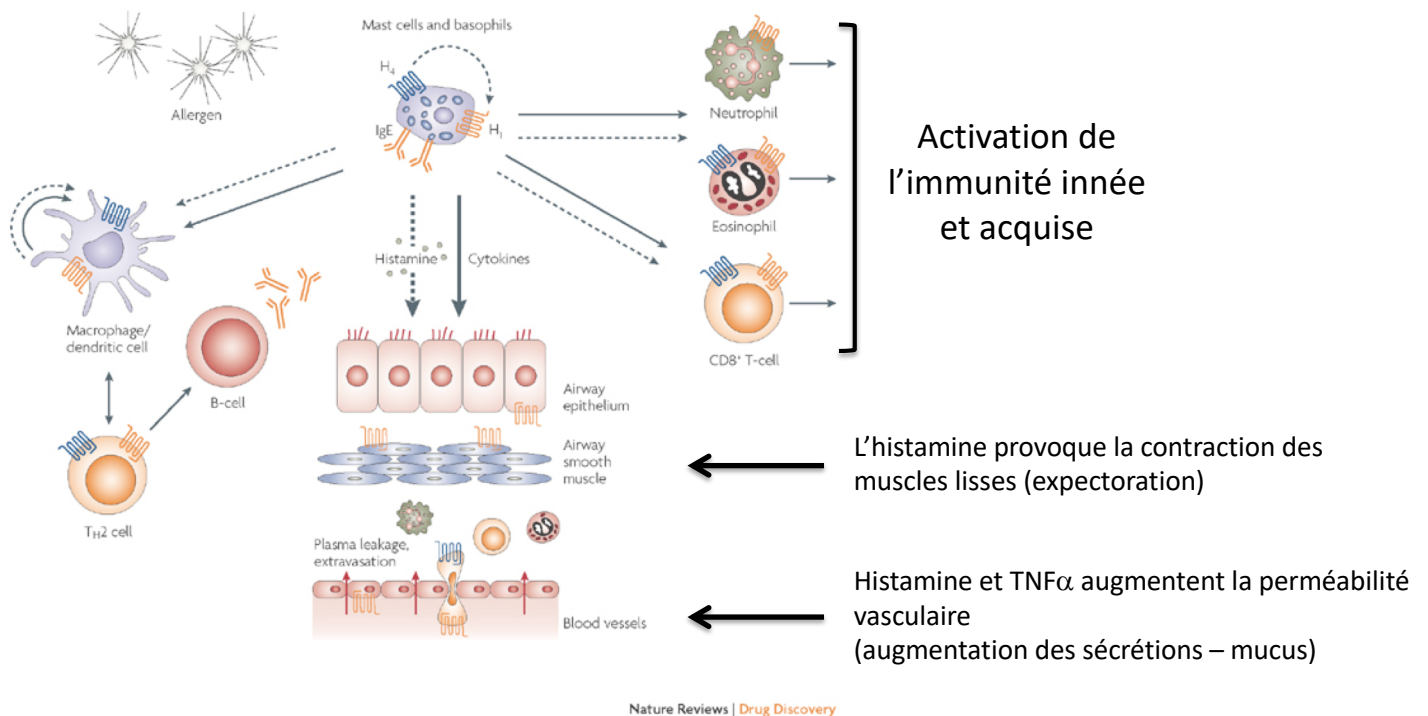 Mast cells and basophils
Allergen
H4
IgE
H1
Neutrophil
Eosinophil
CD8+ T-cell
Activation de
l’immunité innée
et acquise
Histamine
Cytokines
Macrophage/
dendritic cell
B-cell
TH2 cell
Airway
epithelium
Airway
smooth
muscle
L’histamine provoque la contraction des
muscles lisses (expectoration)
Plasma leakage,
extravasation
Blood vessels
Histamine et TNFα augmentent la perméabilité
vasculaire
(augmentation des sécrétions – mucus)
Nature Reviews | Drug Discovery